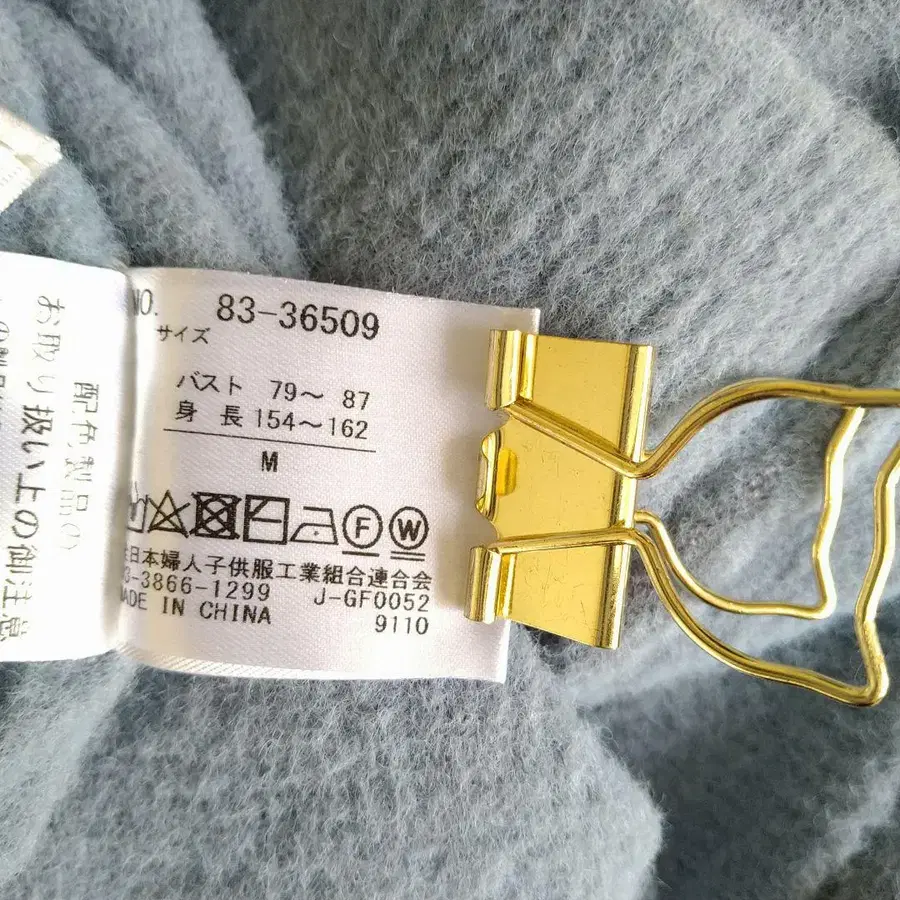 NO. 83-36509
サイズ
バスト 79～ 87
身 長 154～162
M
F W
日本婦人子供服工業組合連合会
3-3866-1299 J-GF0052
MADE IN CHINA 9110
配色製品の
お取り扱い上の御注意